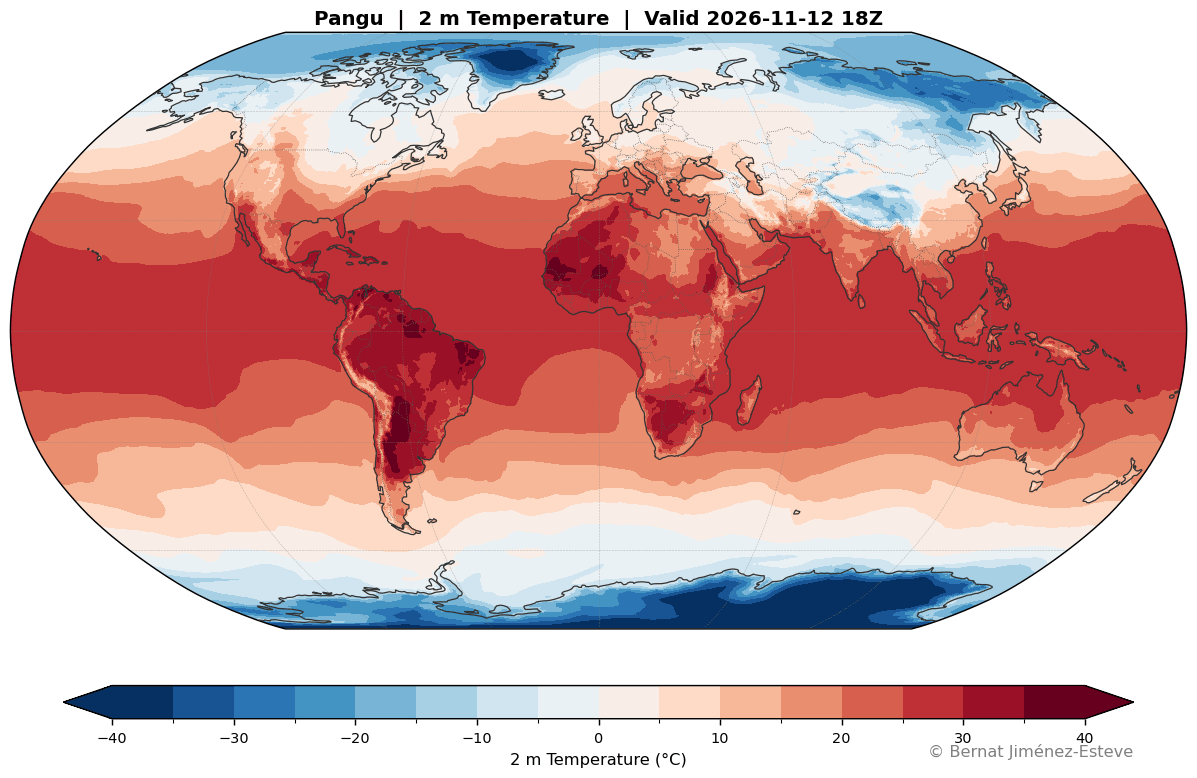 Pangu | 2 m Temperature | Valid 2026-11-12 18Z
−40 −30 −20 −10 0 10 20 30 40
2 m Temperature (°C)
© Bernat Jiménez-Esteve